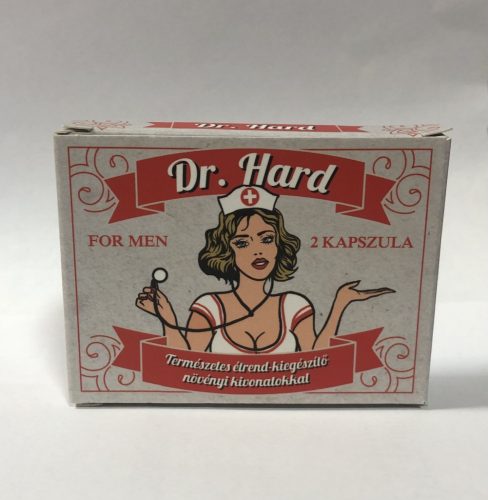 Dr. Hard
Dr. Hard
FOR MEN
2 KAPSZULA
Természetes étrend-kiegészítő
növényi kivonatokkal